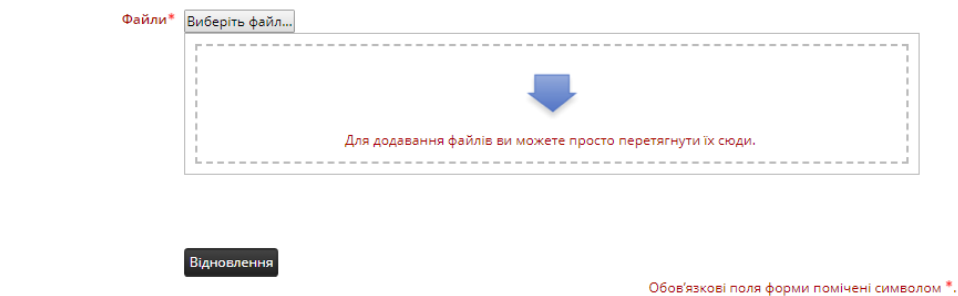 Файли* Виберіть файл...
Для додавання файлів ви можете просто перетягнути їх сюди.
Відновлення
Обов'язкові поля форми помічені символом *.